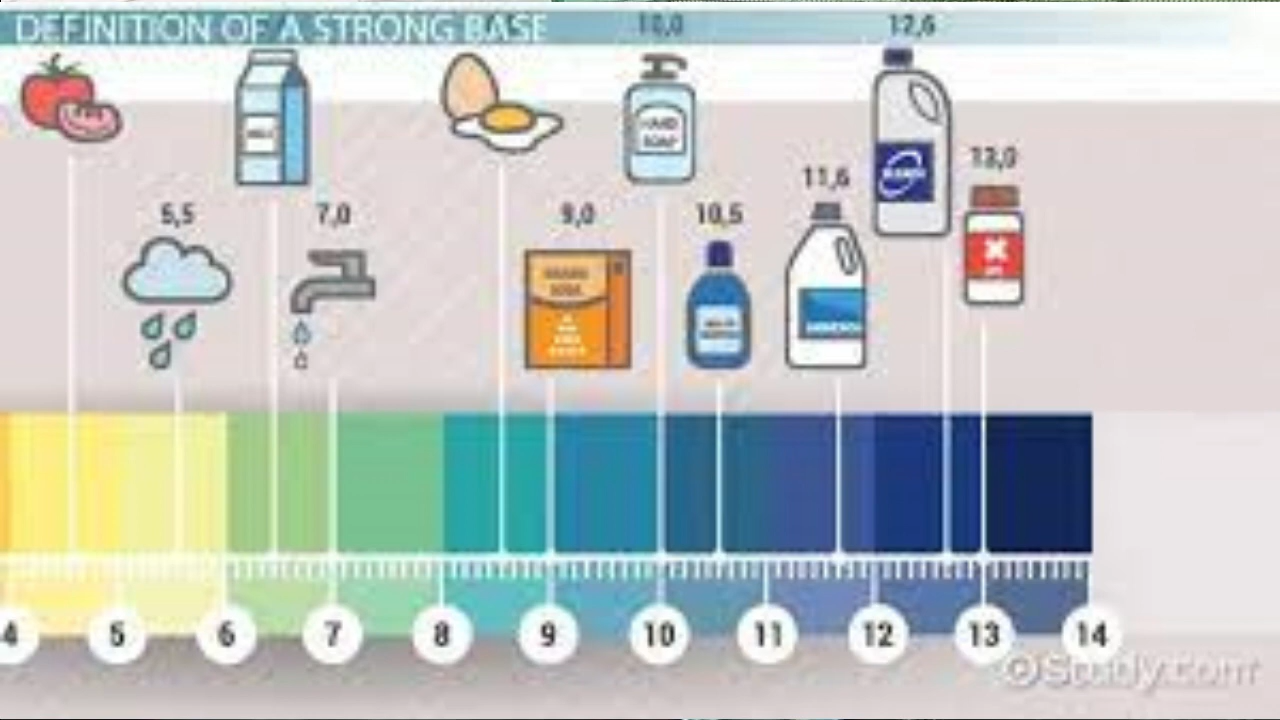 DEFINITION OF A STRONG BASE
10,0
12,6
HAND
SOAP
13,0
11,6
5,5
7,0
9,0
10,5
4 5 6 7 8 9 10 11 12 13 14
©Study.com